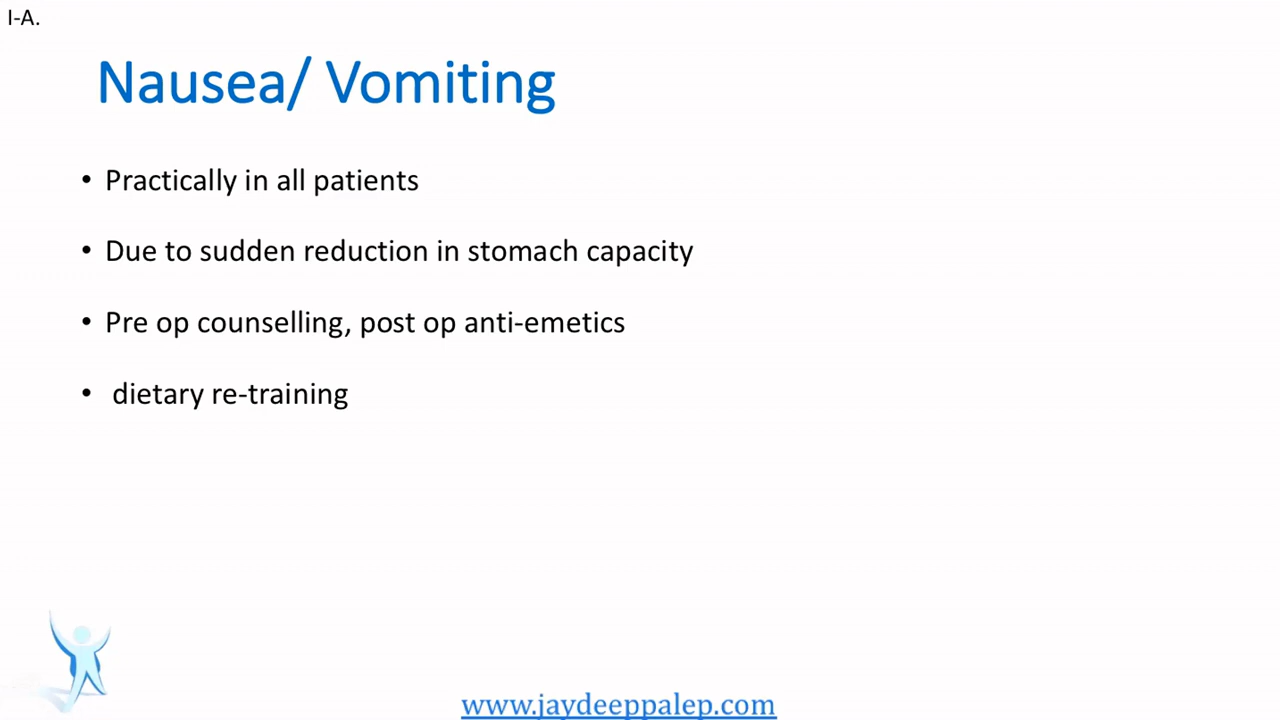 I-A.
Nausea/ Vomiting
• Practically in all patients
• Due to sudden reduction in stomach capacity
• Pre op counselling, post op anti-emetics
• dietary re-training
www.jaydeeppalep.com